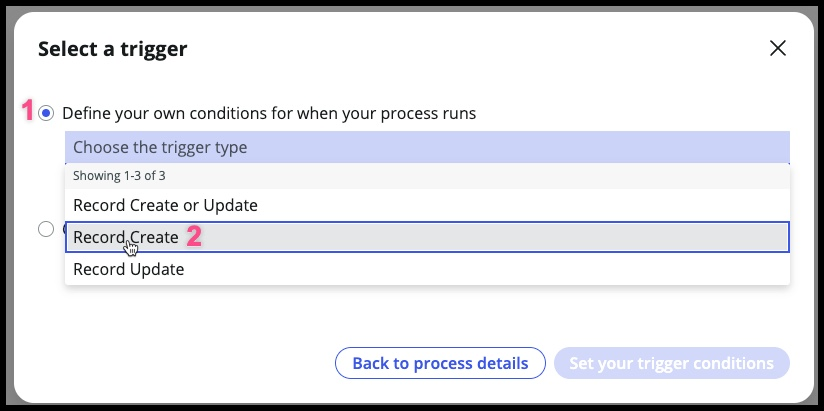 Select a trigger
1 Define your own conditions for when your process runs
Choose the trigger type
Showing 1-3 of 3
Record Create or Update
Record Create 2
Record Update
Back to process details Set your trigger conditions